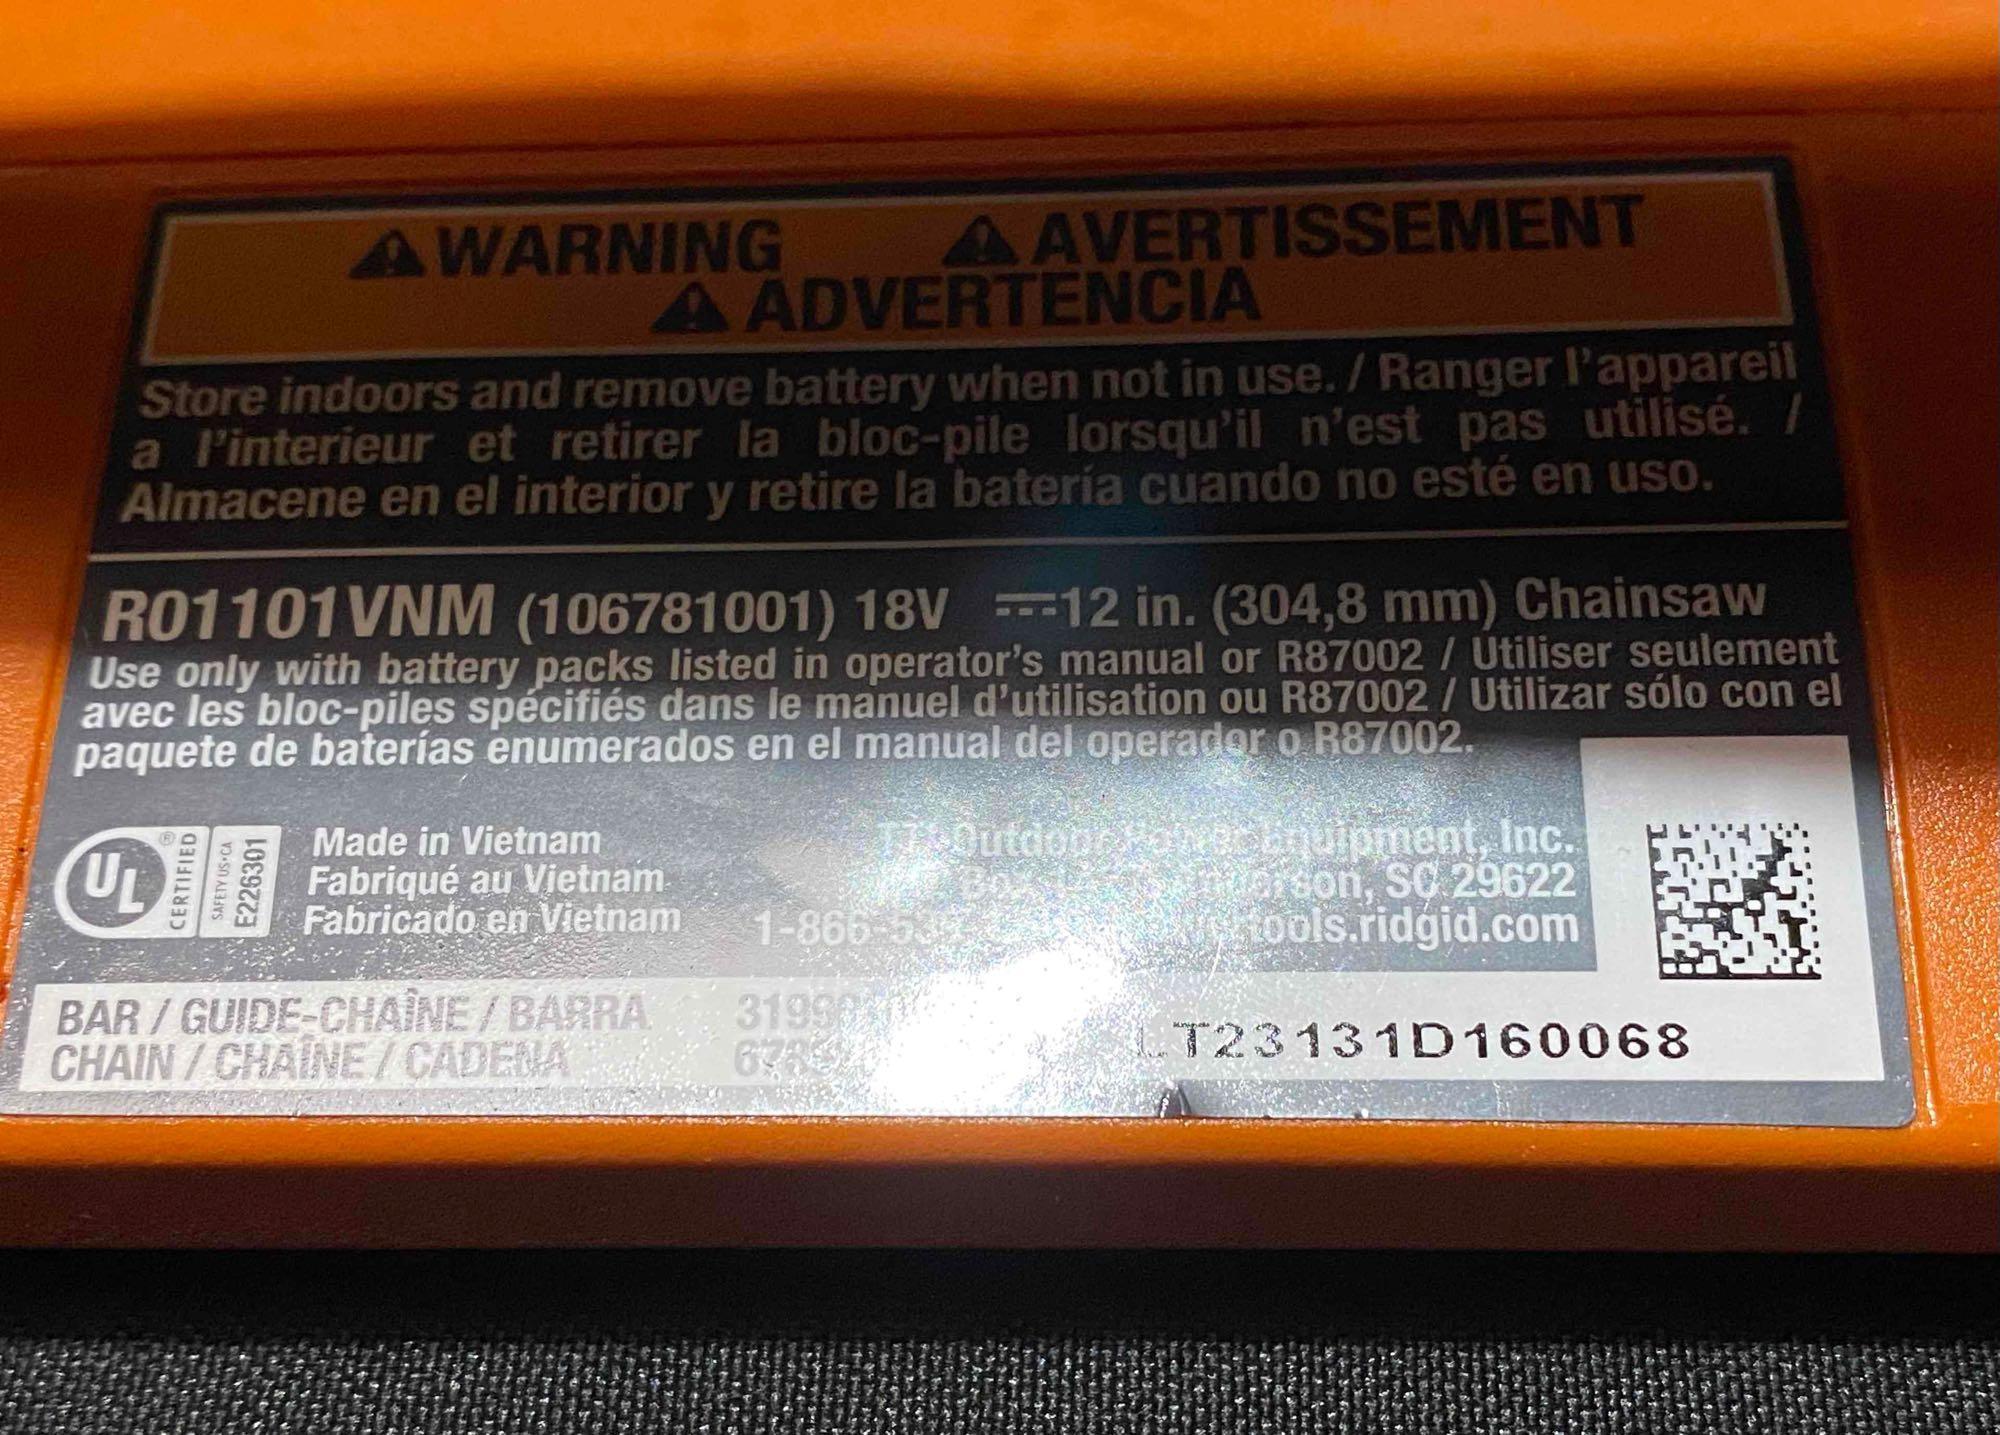 WARNING AVERTISSEMENT
ADVERTENCIA
Store indoors and remove battery when not in use. / Ranger l'appareil
a l'interieur et retirer la bloc-pile lorsqu'il n'est pas utilisé. /
Almacene en el interior y retire la batería cuando no esté en uso.
R01101VNM (106781001) 18V ⎓12 in. (304,8 mm) Chainsaw
Use only with battery packs listed in operator's manual or R87002 / Utiliser seulement
avec les bloc-piles spécifiés dans le manuel d'utilisation ou R87002 / Utilizar sólo con el
paquete de baterías enumerados en el manual del operador o R87002.
UL ® CERTIFIED
SAFETY US•CA
E226301
Made in Vietnam
Fabriqué au Vietnam
Fabricado en Vietnam
Outdoor Power Equipment, Inc.
SC 29622
BAR / GUIDE-CHAÎNE / BARRA
CHAIN / CHAÎNE / CADENA
LT23131D160068